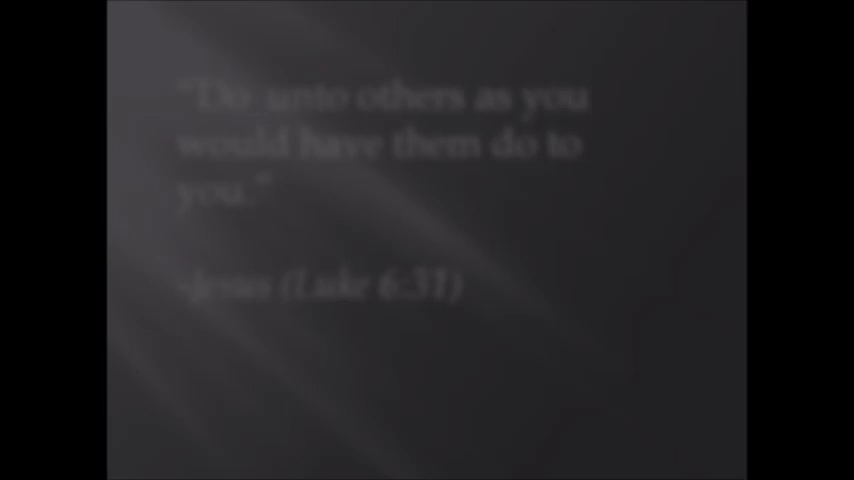 "Do unto others as you
would have them do to
you."
-Jesus (Luke 6:31)